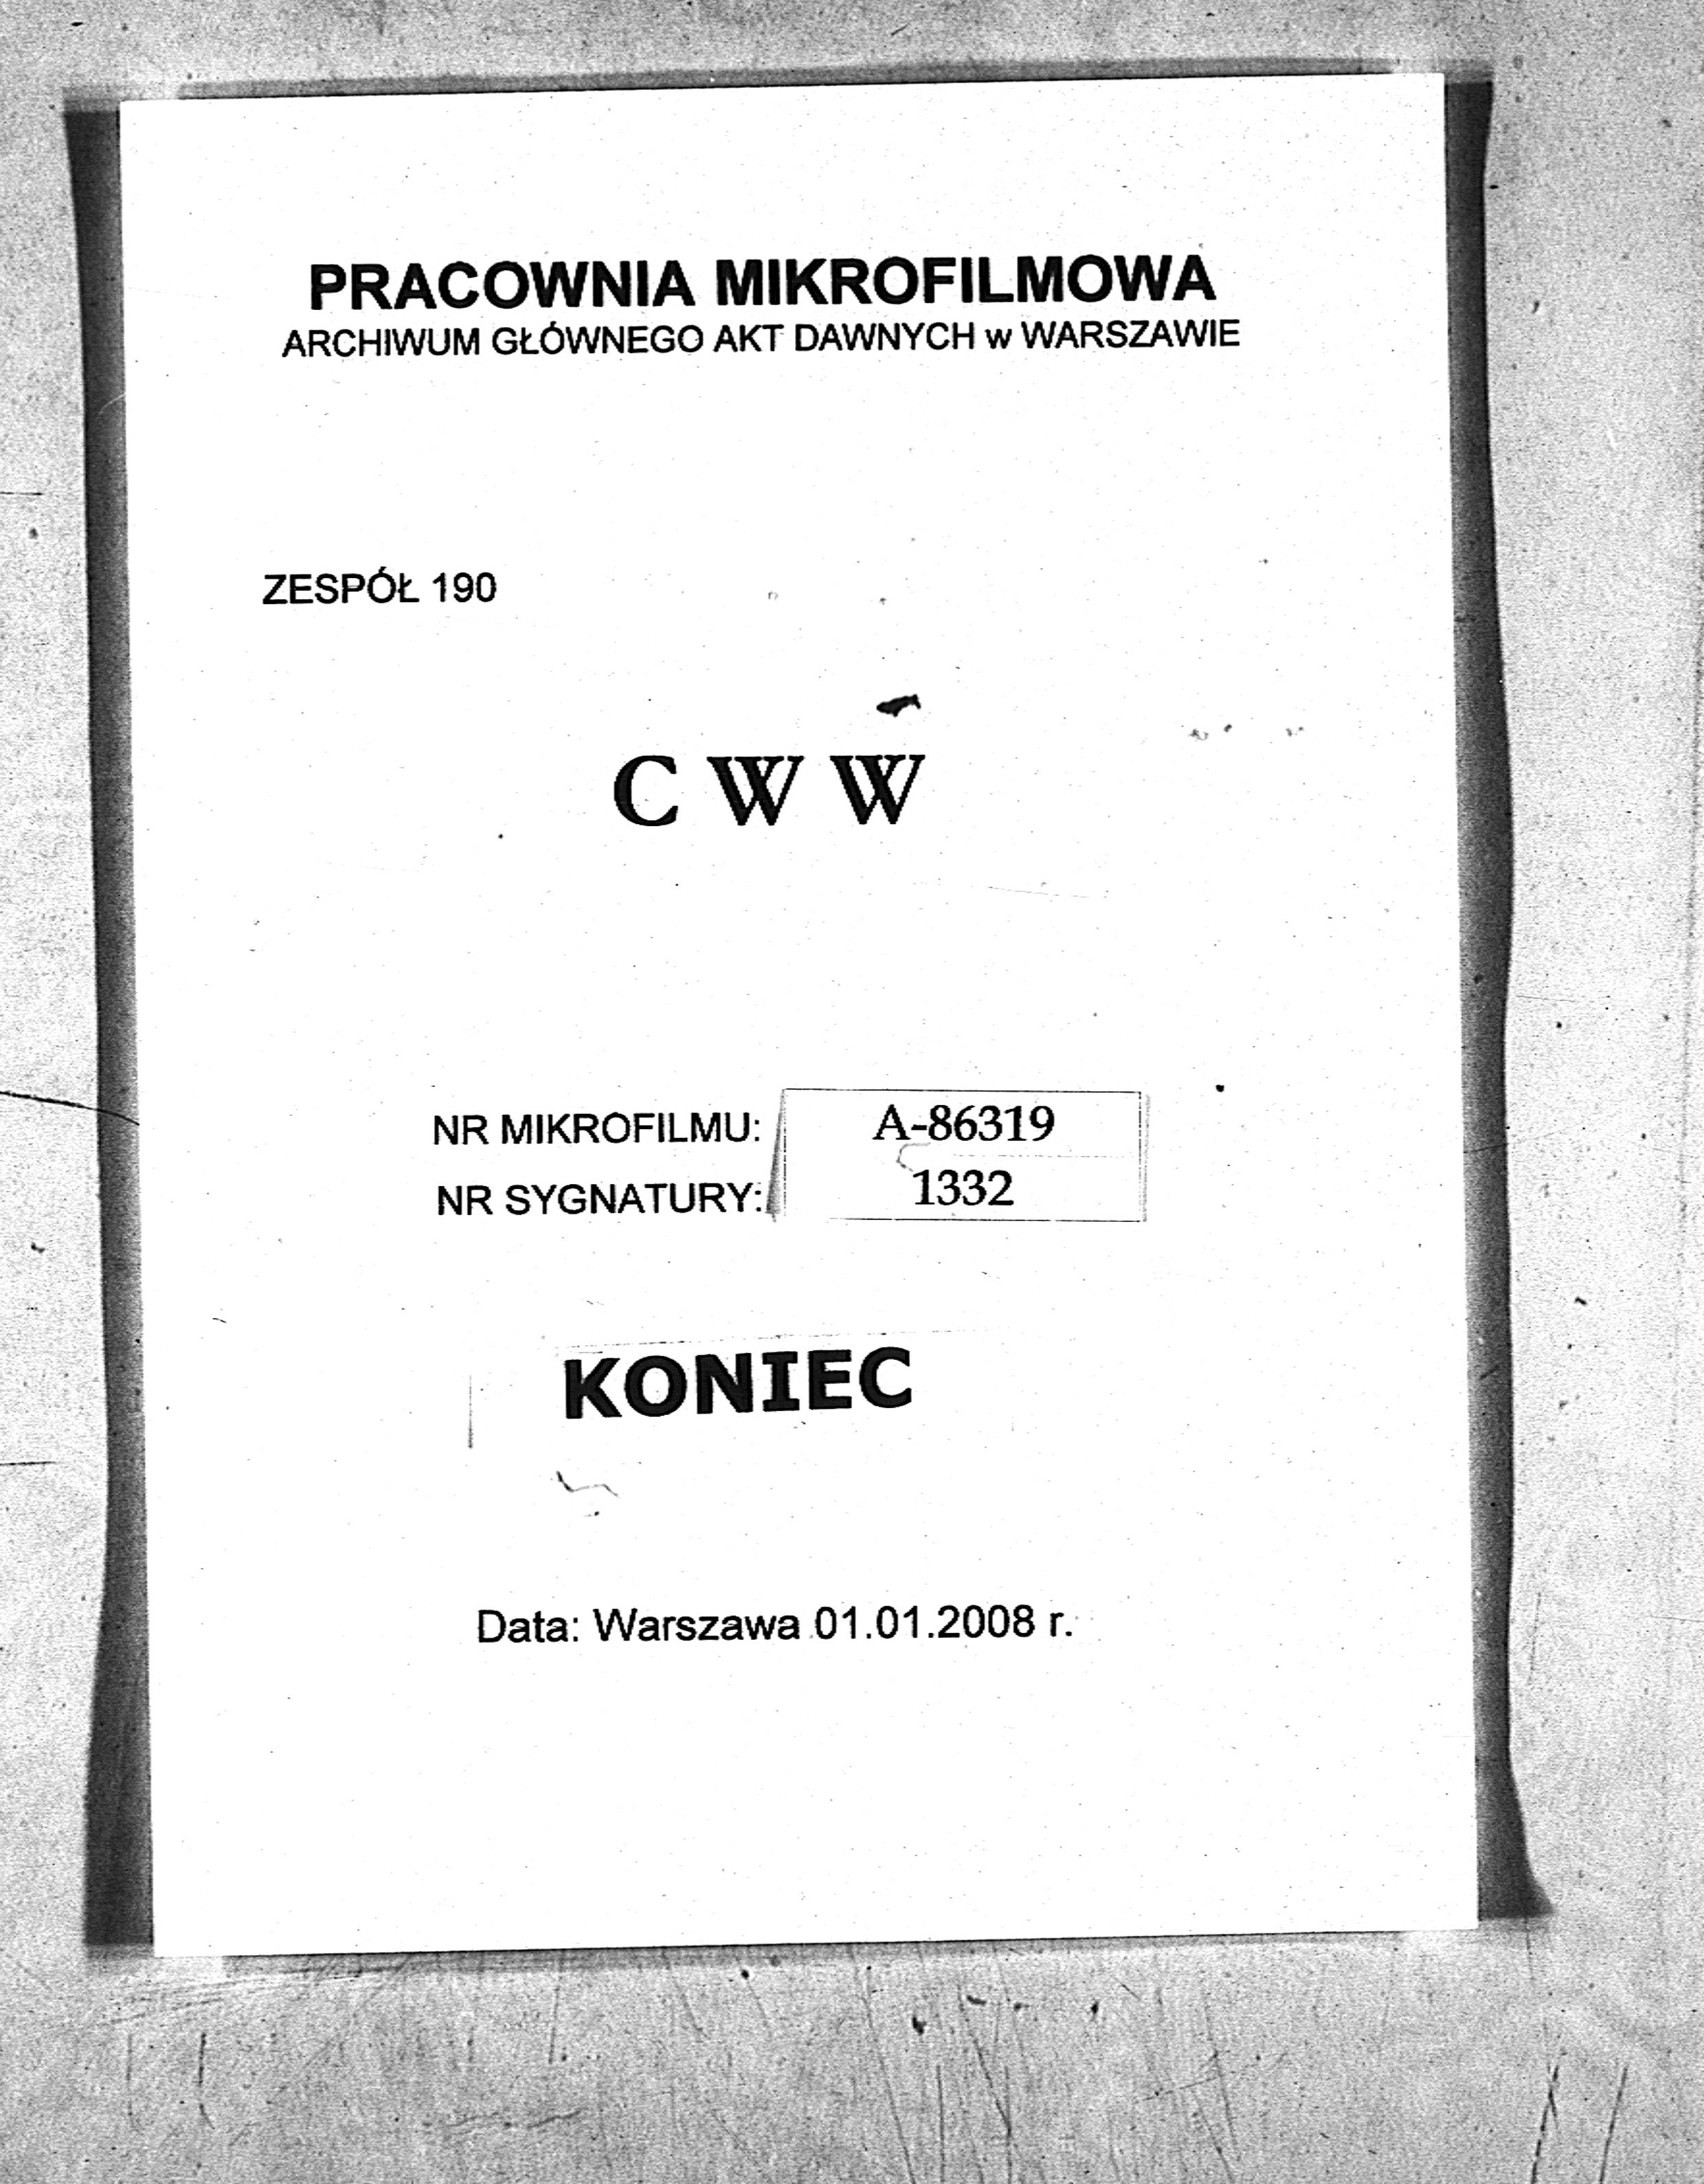 PRACOWNIA MIKROFILMOWA
ARCHIWUM GŁÓWNEGO AKT DAWNYCH w WARSZAWIE
ZESPÓŁ 190
C W W
NR MIKROFILMU: A-86319
NR SYGNATURY: 1332
KONIEC
Data: Warszawa 01.01.2008 r.